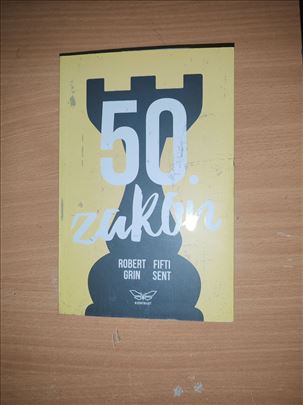 50.
zakon
ROBERT FIFTI
GRIN SENT